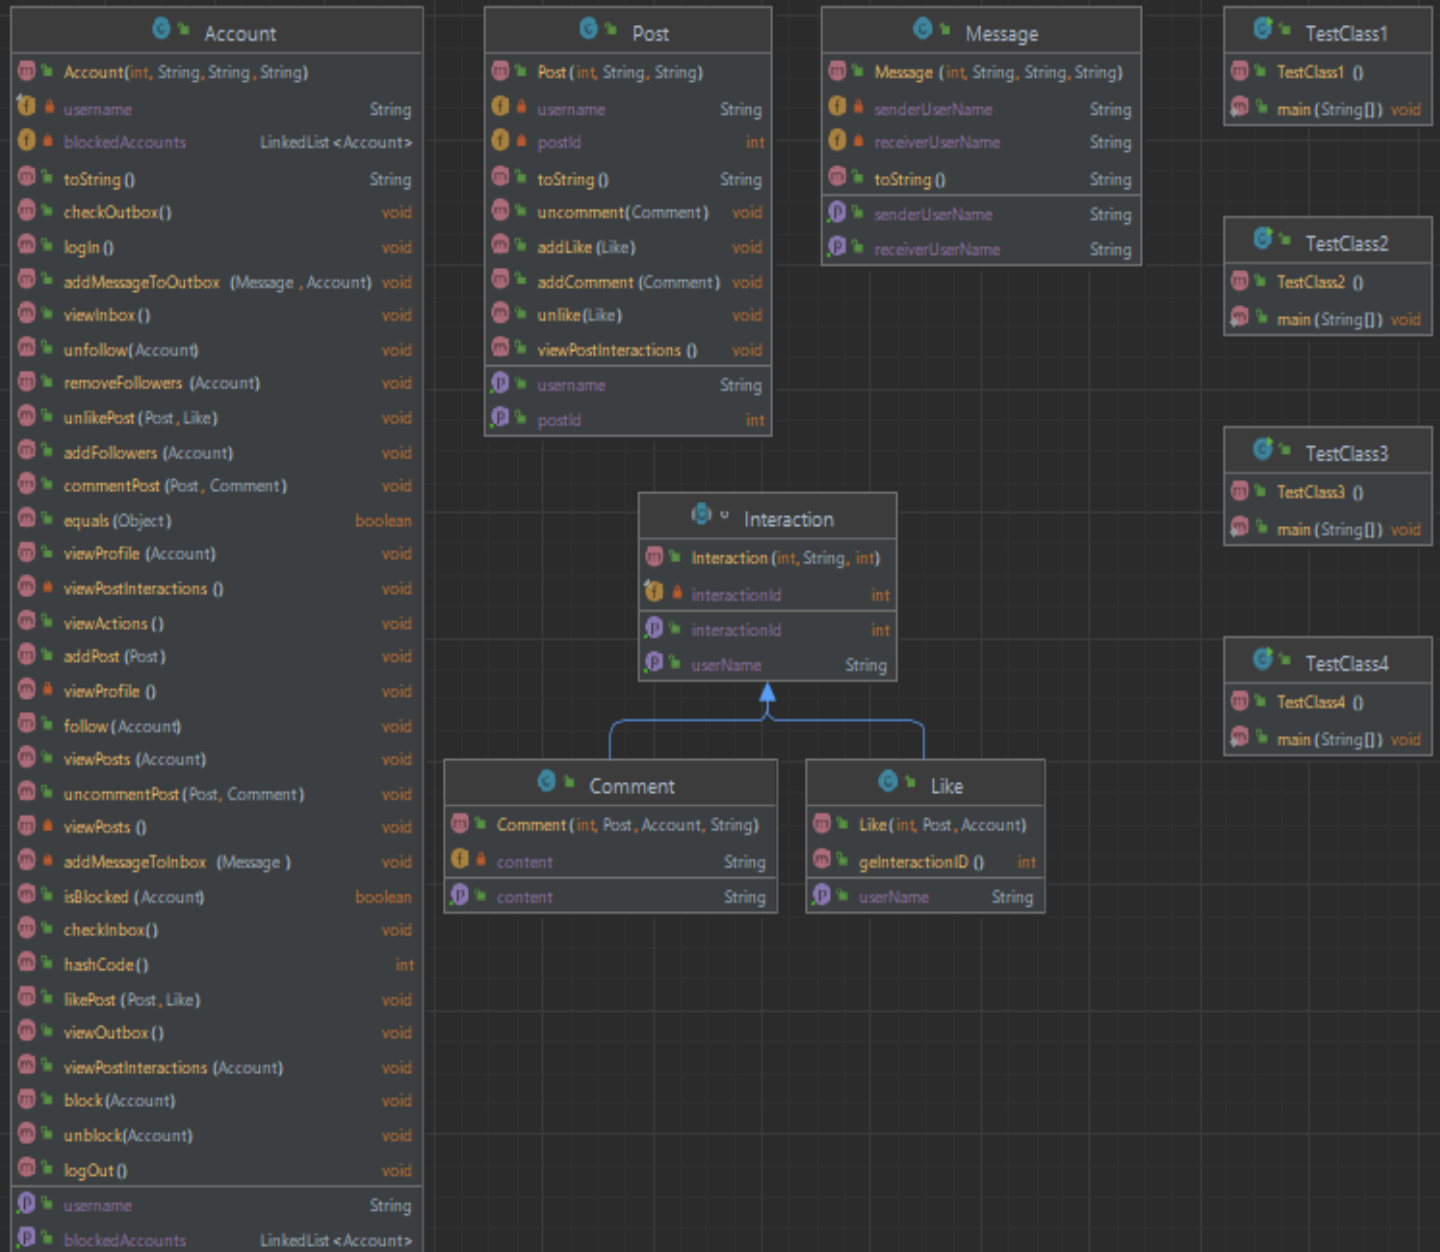 Account
Account(int, String, String, String)
username String
blockedAccounts LinkedList<Account>
toString() String
checkOutbox() void
logIn() void
addMessageToOutbox (Message , Account) void
viewInbox() void
unfollow(Account) void
removeFollowers (Account) void
unlikePost(Post, Like) void
addFollowers (Account) void
commentPost (Post, Comment) void
equals(Object) boolean
viewProfile (Account) void
viewPostInteractions () void
viewActions () void
addPost (Post) void
viewProfile () void
follow(Account) void
viewPosts (Account) void
uncommentPost(Post, Comment) void
viewPosts () void
addMessageToInbox (Message ) void
isBlocked (Account) boolean
checkInbox() void
hashCode() int
likePost (Post, Like) void
viewOutbox() void
viewPostInteractions (Account) void
block(Account) void
unblock(Account) void
logOut() void
username String
blockedAccounts LinkedList<Account>
Post
Post(int, String, String)
username String
postId int
toString() String
uncomment(Comment) void
addLike (Like) void
addComment (Comment) void
unlike(Like) void
viewPostInteractions () void
username String
postId int
Message
Message (int, String, String, String)
senderUserName String
receiverUserName String
toString() String
senderUserName String
receiverUserName String
Interaction
Interaction(int, String, int)
interactionId int
interactionId int
userName String
Comment
Comment(int, Post, Account, String)
content String
content String
Like
Like(int, Post, Account)
geInteractionID () int
userName String
TestClass1
TestClass1 ()
main(String[]) void
TestClass2
TestClass2 ()
main(String[]) void
TestClass3
TestClass3 ()
main(String[]) void
TestClass4
TestClass4 ()
main(String[]) void